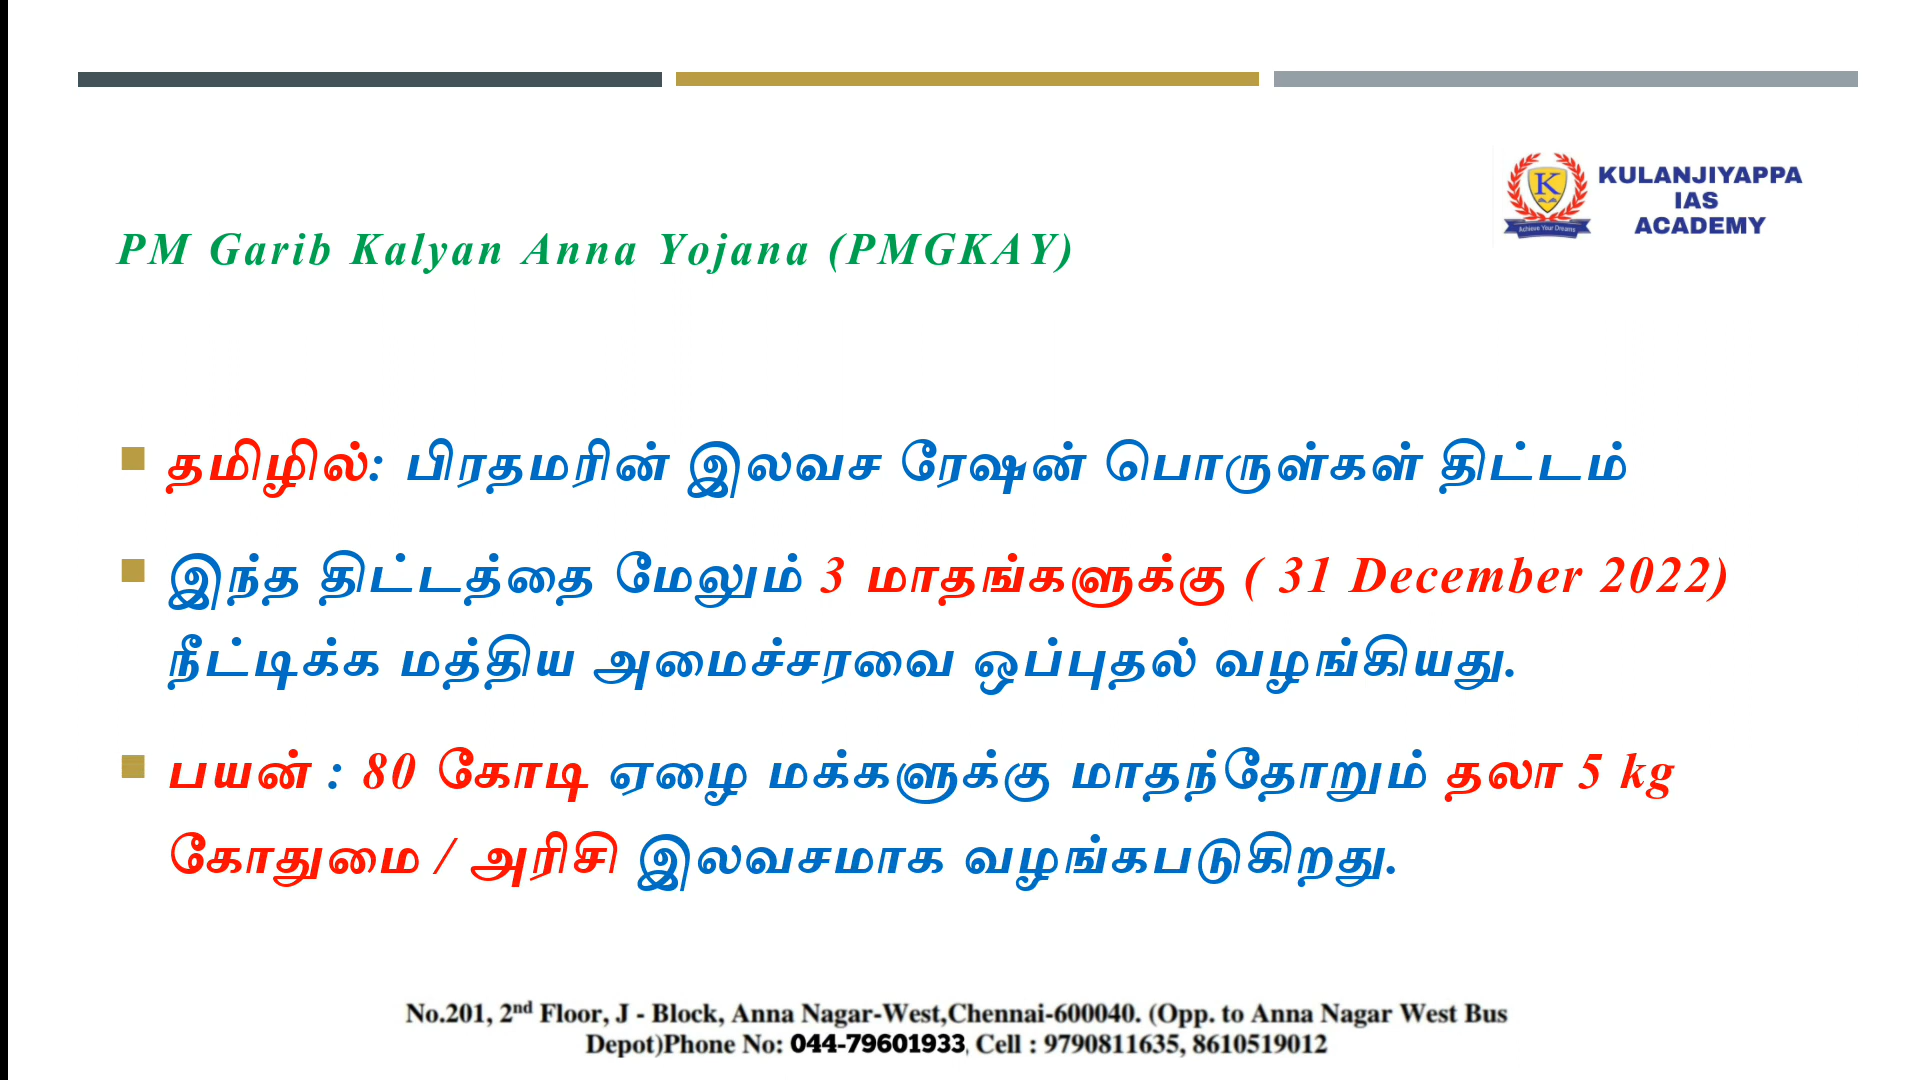 KULANJIYAPPA
IAS
ACADEMY
K
Achieve Your Dreams
PM Garib Kalyan Anna Yojana (PMGKAY)
தமிழில்: பிரதமரின் இலவச ரேஷன் பொருள்கள் திட்டம்
இந்த திட்டத்தை மேலும் 3 மாதங்களுக்கு ( 31 December 2022)
நீட்டிக்க மத்திய அமைச்சரவை ஒப்புதல் வழங்கியது.
பயன் : 80 கோடி ஏழை மக்களுக்கு மாதந்தோறும் தலா 5 kg
கோதுமை / அரிசி இலவசமாக வழங்கபடுகிறது.
No.201, 2nd Floor, J - Block, Anna Nagar-West,Chennai-600040. (Opp. to Anna Nagar West Bus
Depot)Phone No: 044-79601933, Cell : 9790811635, 8610519012